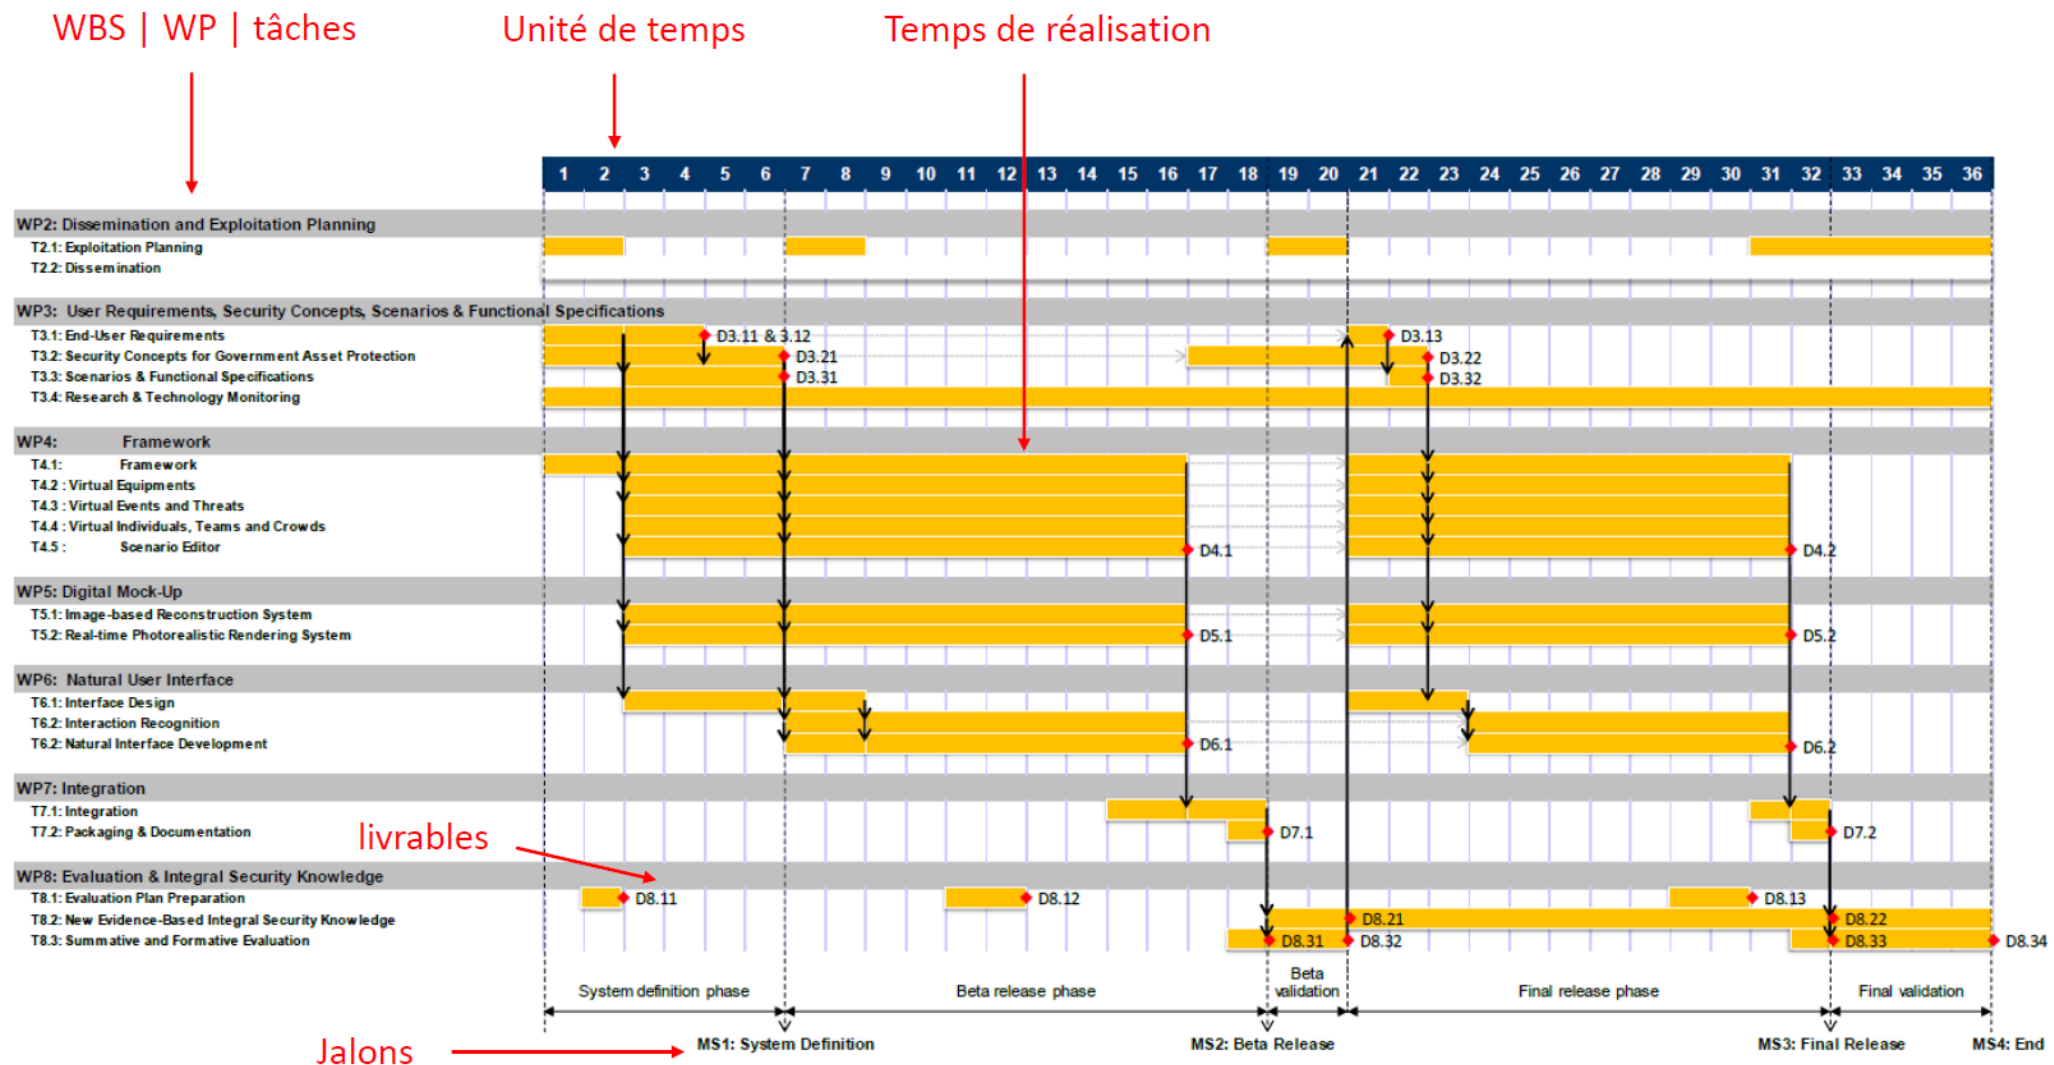 WBS | WP | tâches
Unité de temps
Temps de réalisation
1 2 3 4 5 6 7 8 9 10 11 12 13 14 15 16 17 18 19 20 21 22 23 24 25 26 27 28 29 30 31 32 33 34 35 36
WP2: Dissemination and Exploitation Planning
T2.1: Exploitation Planning
T2.2: Dissemination
WP3: User Requirements, Security Concepts, Scenarios & Functional Specifications
T3.1: End-User Requirements D3.11 & 3.12 D3.13
T3.2: Security Concepts for Government Asset Protection D3.21 D3.22
T3.3: Scenarios & Functional Specifications D3.31 D3.32
T3.4: Research & Technology Monitoring
WP4: Framework
T4.1: Framework
T4.2 : Virtual Equipments
T4.3 : Virtual Events and Threats
T4.4 : Virtual Individuals, Teams and Crowds
T4.5 : Scenario Editor D4.1 D4.2
WP5: Digital Mock-Up
T5.1: Image-based Reconstruction System
T5.2: Real-time Photorealistic Rendering System D5.1 D5.2
WP6: Natural User Interface
T6.1: Interface Design
T6.2: Interaction Recognition
T6.2: Natural Interface Development D6.1 D6.2
WP7: Integration
T7.1: Integration
T7.2: Packaging & Documentation D7.1 D7.2
livrables
WP8: Evaluation & Integral Security Knowledge
T8.1: Evaluation Plan Preparation D8.11 D8.12 D8.13
T8.2: New Evidence-Based Integral Security Knowledge D8.21 D8.22
T8.3: Summative and Formative Evaluation D8.31 D8.32 D8.33 D8.34
System definition phase Beta release phase Beta validation Final release phase Final validation
Jalons
MS1: System Definition MS2: Beta Release MS3: Final Release MS4: End